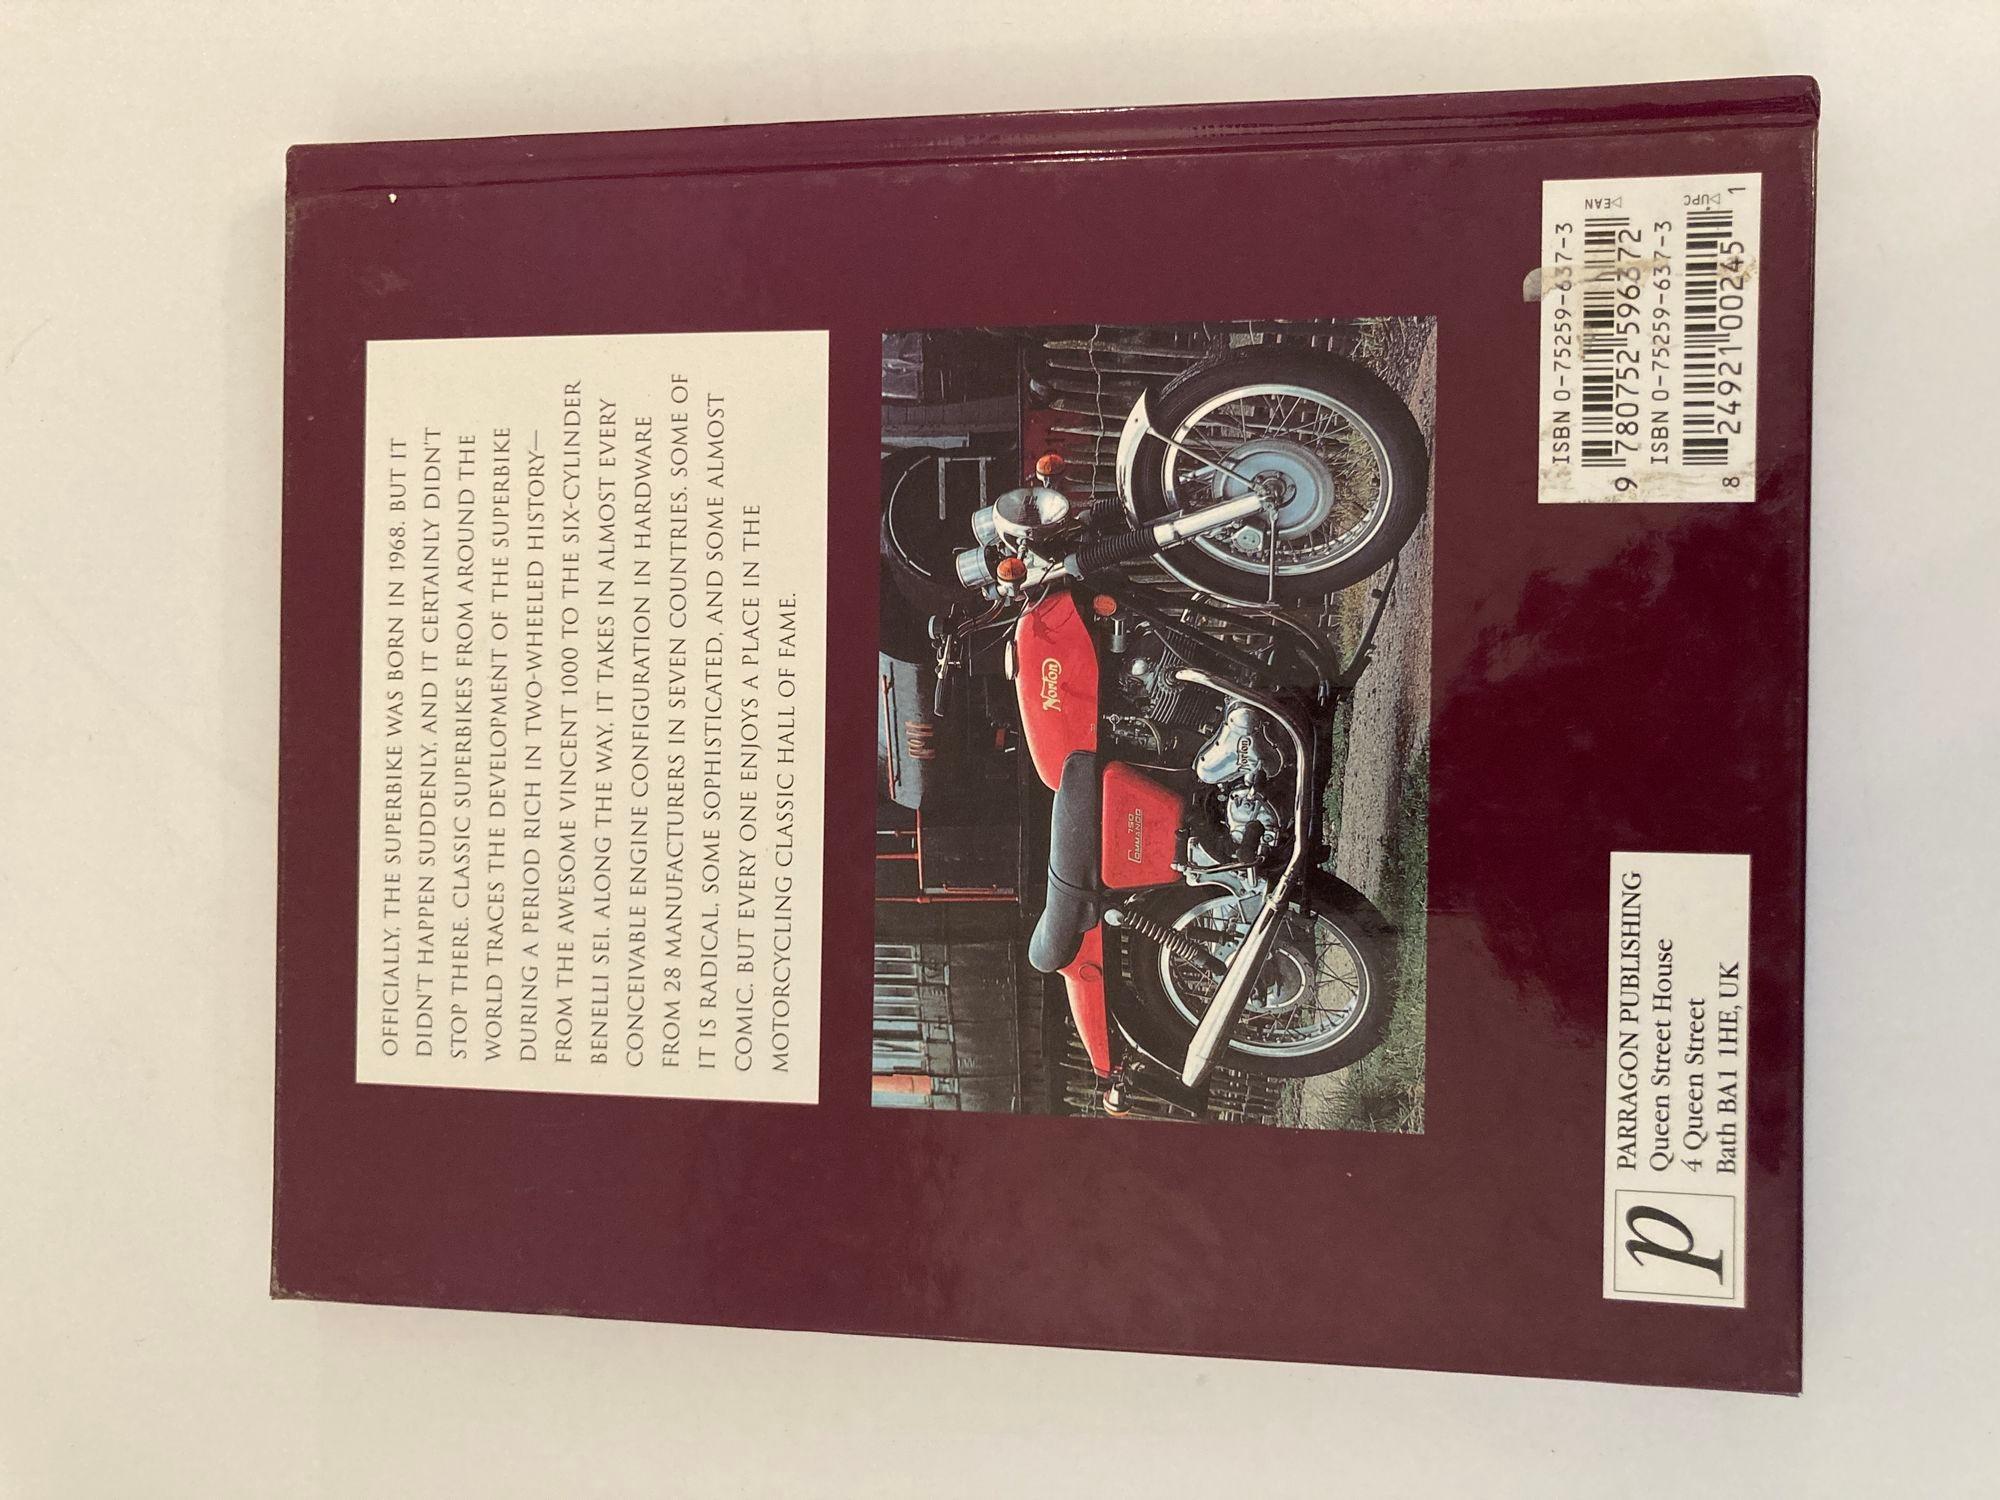 OFFICIALLY, THE SUPERBIKE WAS BORN IN 1968. BUT IT
DIDN'T HAPPEN SUDDENLY, AND IT CERTAINLY DIDN'T
STOP THERE. CLASSIC SUPERBIKES FROM AROUND THE
WORLD TRACES THE DEVELOPMENT OF THE SUPERBIKE
DURING A PERIOD RICH IN TWO-WHEELED HISTORY—
FROM THE AWESOME VINCENT 1000 TO THE SIX-CYLINDER
BENELLI SEI. ALONG THE WAY, IT TAKES IN ALMOST EVERY
CONCEIVABLE ENGINE CONFIGURATION IN HARDWARE
FROM 28 MANUFACTURERS IN SEVEN COUNTRIES. SOME OF
IT IS RADICAL, SOME SOPHISTICATED, AND SOME ALMOST
COMIC. BUT EVERY ONE ENJOYS A PLACE IN THE
MOTORCYCLING CLASSIC HALL OF FAME.
Norton
750
COMMANDO
Norton
p
PARRAGON PUBLISHING
Queen Street House
4 Queen Street
Bath BA1 1HE, UK
ISBN 0-75259-637-3
EAN
9 780752 596372
ISBN 0-75259-637-3
UPC
8 24921 00245 1